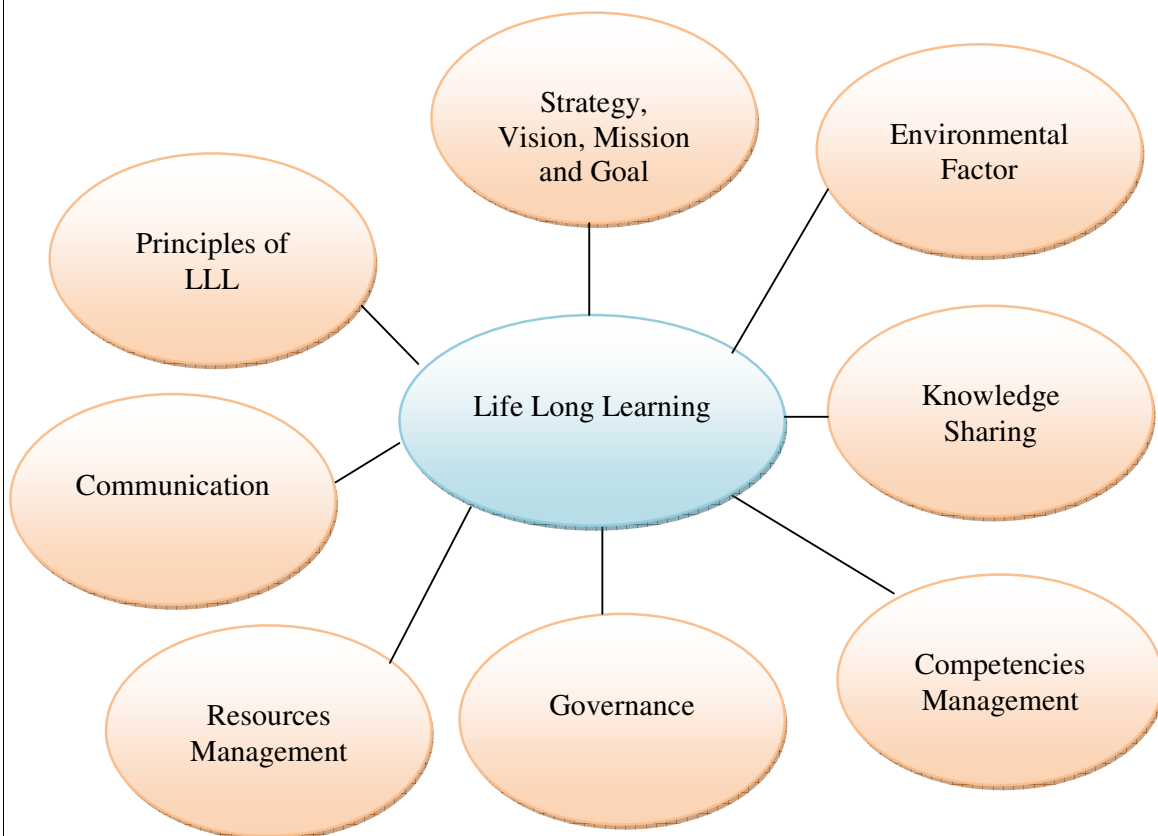 Strategy,
Vision, Mission
and Goal
Environmental
Factor
Principles of
LLL
Life Long Learning
Knowledge
Sharing
Communication
Competencies
Management
Resources
Management
Governance